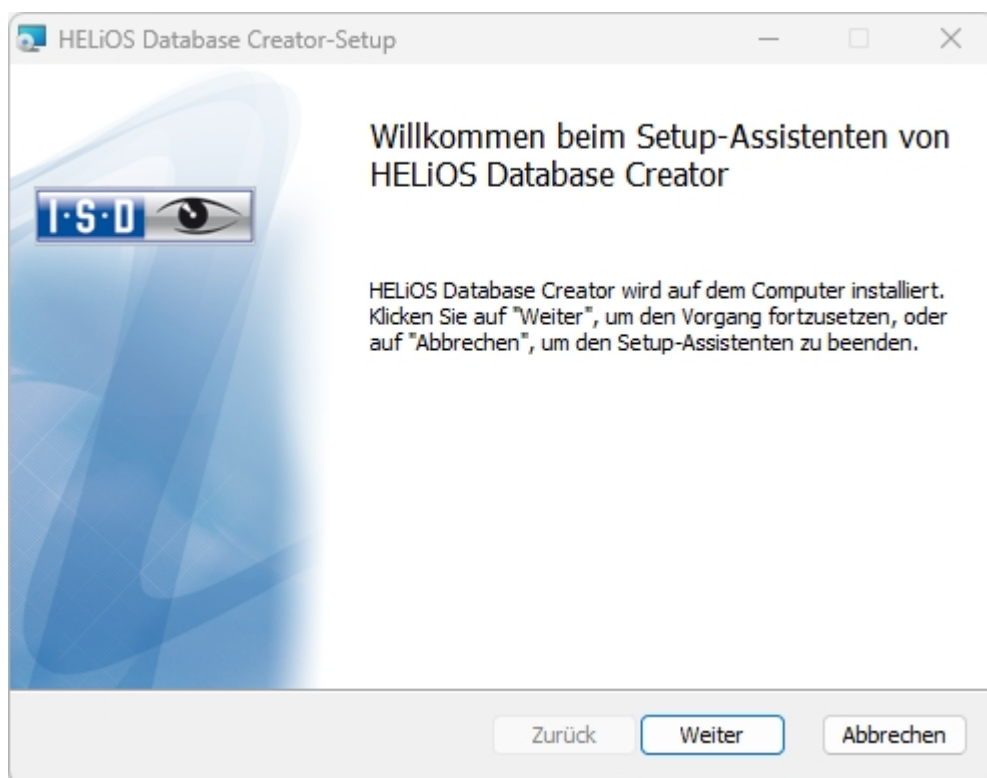 HELiOS Database Creator-Setup
Willkommen beim Setup-Assistenten von
HELiOS Database Creator
I·S·D
HELiOS Database Creator wird auf dem Computer installiert.
Klicken Sie auf "Weiter", um den Vorgang fortzusetzen, oder
auf "Abbrechen", um den Setup-Assistenten zu beenden.
Zurück Weiter Abbrechen